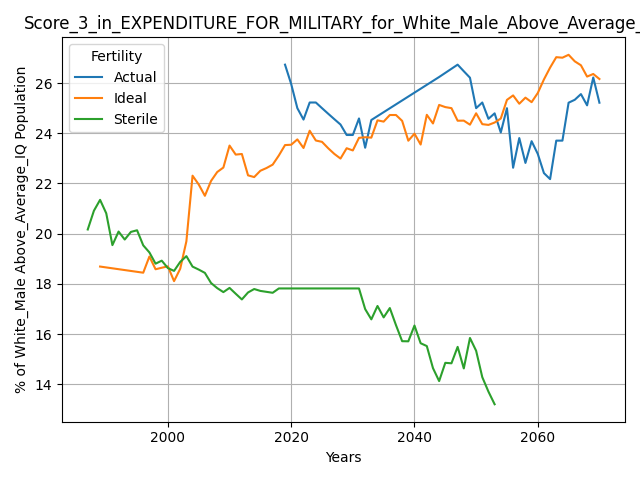 Score_3_in_EXPENDITURE_FOR_MILITARY_for_White_Male_Above_Average_
Fertility
Actual
Ideal
Sterile
% of White_Male Above_Average_IQ Population
26
24
22
20
18
16
14
2000
2020
2040
2060
Years